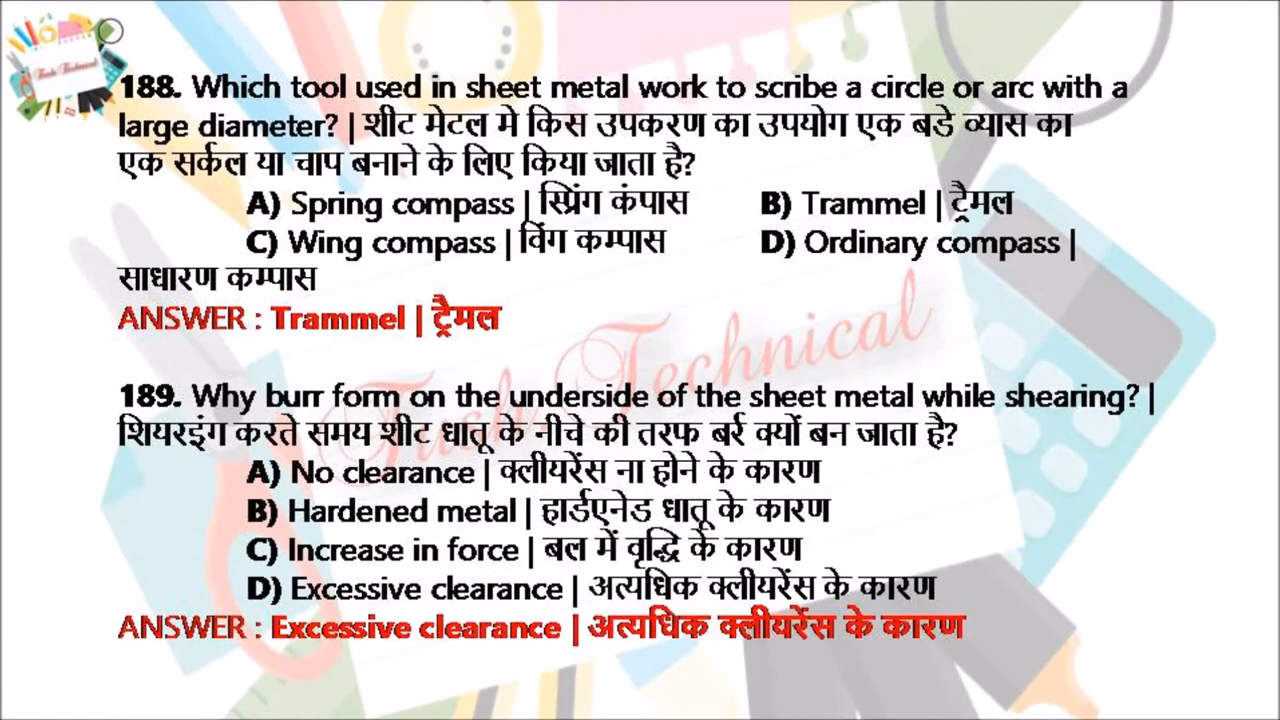 Tush Technical
188. Which tool used in sheet metal work to scribe a circle or arc with a
large diameter? | शीट मेटल मे किस उपकरण का उपयोग एक बडे व्यास का
एक सर्कल या चाप बनाने के लिए किया जाता है?
A) Spring compass | स्प्रिंग कंपास B) Trammel | ट्रैमल
C) Wing compass | विंग कम्पास D) Ordinary compass |
साधारण कम्पास
ANSWER : Trammel | ट्रैमल
Tush Technical
189. Why burr form on the underside of the sheet metal while shearing? |
शियरइंग करते समय शीट धातू के नीचे की तरफ बर्र क्यों बन जाता है?
A) No clearance | क्लीयरेंस ना होने के कारण
B) Hardened metal | हार्डएनेड धातू के कारण
C) Increase in force | बल में वृद्धि के कारण
D) Excessive clearance | अत्यधिक क्लीयरेंस के कारण
ANSWER : Excessive clearance | अत्यधिक क्लीयरेंस के कारण